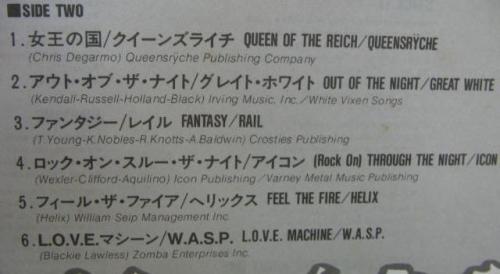 ■SIDE TWO
1.女王の国/クイーンズライチ QUEEN OF THE REICH/QUEENSRŸCHE
(Chris Degarmo) Queensrÿche Publishing Company
2.アウト・オブ・ザ・ナイト/グレイト・ホワイト OUT OF THE NIGHT/GREAT WHITE
(Kendall-Russell-Holland-Black) Irving Music, Inc./White Vixen Songs
3.ファンタジー/レイル FANTASY/RAIL
(T.Young-K.Nobles-R.Knotts-A.Baldwin) Crosties Publishing
4.ロック・オン・スルー・ザ・ナイト/アイコン (Rock On) THROUGH THE NIGHT/ICON
(Wexler-Clifford-Aquilino) Icon Publishing/Varney Metal Music Publishing
5.フィール・ザ・ファイア/ヘリックス FEEL THE FIRE/HELIX
(Helix) William Seip Management Inc.
6.L.O.V.E.マシーン/W.A.S.P. L.O.V.E. MACHINE/W.A.S.P.
(Blackie Lawless) Zomba Enterprises Inc.